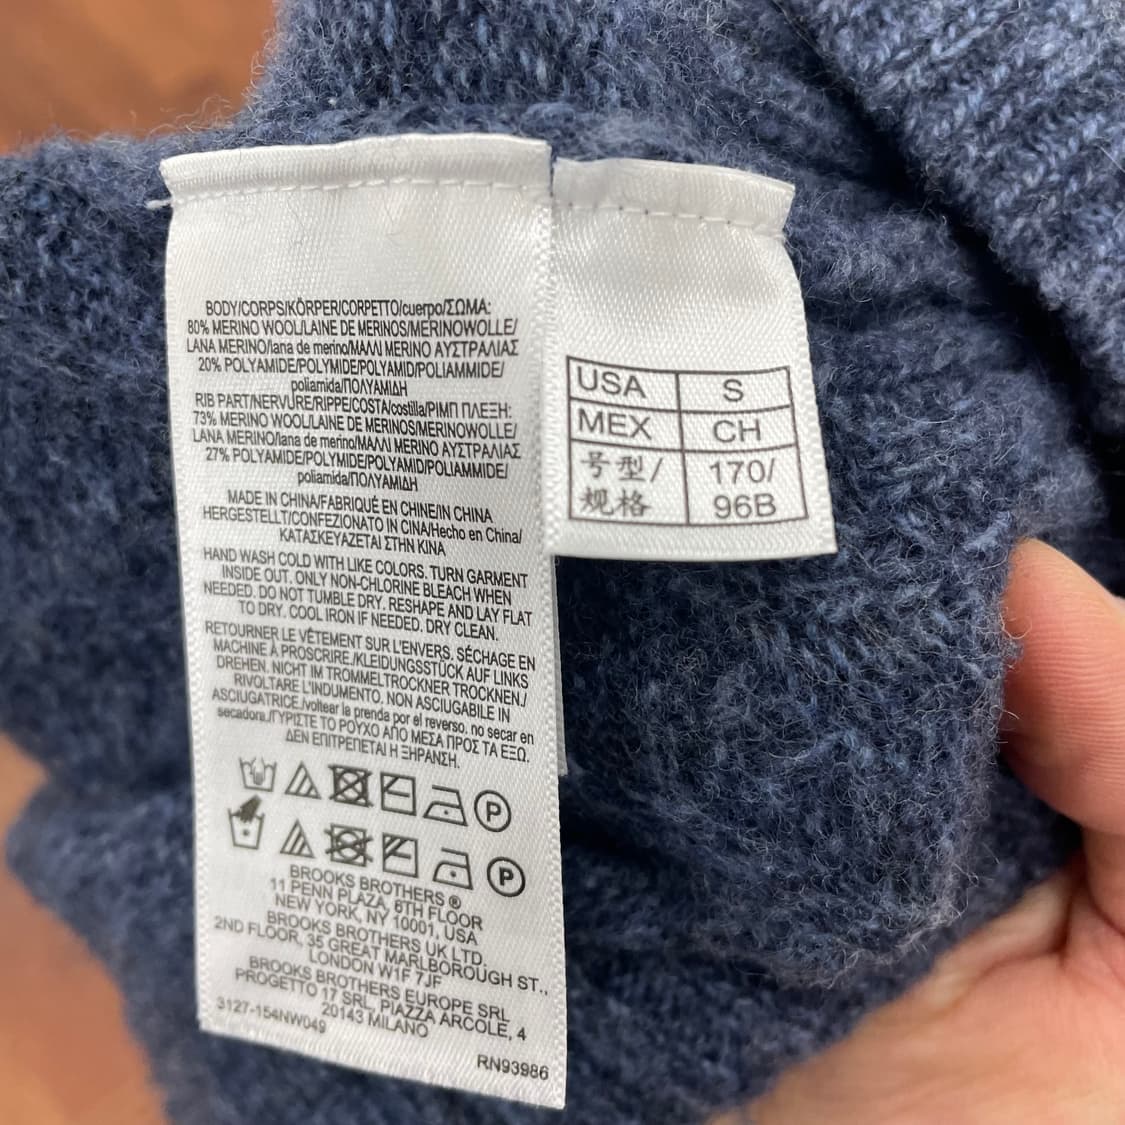 BODY/CORPS/KÖRPER/CORPETTO/cuerpo/ΣΩΜΑ:
80% MERINO WOOL/LAINE DE MERINOS/MERINOWOLLE/
LANA MERINO/lana de merino/ΜΑΛΛΙ MERINO ΑΥΣΤΡΑΛΙΑΣ
20% POLYAMIDE/POLYMIDE/POLYAMID/POLIAMMIDE/
poliamida/ΠΟΛΥΑΜΙΔΗ
RIB PART/NERVURE/RIPPE/COSTA/costilla/ΡΙΜΠ ΠΛΕΞΗ:
73% MERINO WOOL/LAINE DE MERINOS/MERINOWOLLE/
LANA MERINO/lana de merino/ΜΑΛΛΙ MERINO ΑΥΣΤΡΑΛΙΑΣ
27% POLYAMIDE/POLYMIDE/POLYAMID/POLIAMMIDE/
poliamida/ΠΟΛΥΑΜΙΔΗ
MADE IN CHINA/FABRIQUÉ EN CHINE/IN CHINA
HERGESTELLT/CONFEZIONATO IN CINA/Hecho en China/
ΚΑΤΑΣΚΕΥΑΖΕΤΑΙ ΣΤΗΝ ΚΙΝΑ
HAND WASH COLD WITH LIKE COLORS. TURN GARMENT
INSIDE OUT. ONLY NON-CHLORINE BLEACH WHEN
NEEDED. DO NOT TUMBLE DRY. RESHAPE AND LAY FLAT
TO DRY. COOL IRON IF NEEDED. DRY CLEAN.
RETOURNER LE VÊTEMENT SUR L'ENVERS. SÉCHAGE EN
MACHINE À PROSCRIRE./KLEIDUNGSSTÜCK AUF LINKS
DREHEN. NICHT IM TROMMELTROCKNER TROCKNEN./
RIVOLTARE L'INDUMENTO. NON ASCIUGABILE IN
ASCIUGATRICE./voltear la prenda por el reverso. no secar en
secadora./ΓΥΡΙΣΤΕ ΤΟ ΡΟΥΧΟ ΑΠΟ ΜΕΣΑ ΠΡΟΣ ΤΑ ΕΞΩ.
ΔΕΝ ΕΠΙΤΡΕΠΕΤΑΙ Η ΞΗΡΑΝΣΗ.
P
P
BROOKS BROTHERS ®
11 PENN PLAZA, 6TH FLOOR
NEW YORK, NY 10001, USA
BROOKS BROTHERS UK LTD.
2ND FLOOR, 35 GREAT MARLBOROUGH ST.,
LONDON W1F 7JF
BROOKS BROTHERS EUROPE SRL
PROGETTO 17 SRL, PIAZZA ARCOLE, 4
20143 MILANO
3127-154NW049
RN93986
USA S
MEX CH
号型/ 170/
规格 96B